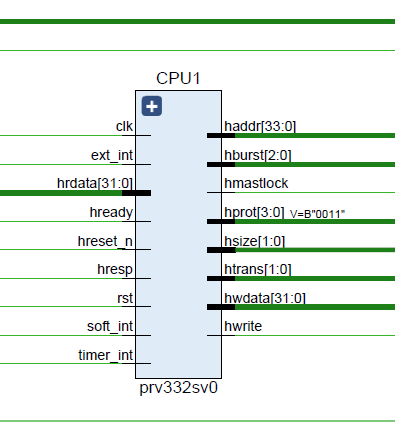 CPU1
clk
haddr[33:0]
ext_int
hburst[2:0]
hrdata[31:0]
hmastlock
hready
hprot[3:0] V=B"0011"
hreset_n
hsize[1:0]
hresp
htrans[1:0]
rst
hwdata[31:0]
soft_int
hwrite
timer_int
prv332sv0